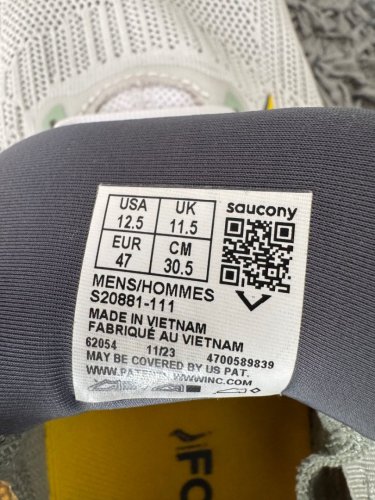 USA UK saucony
12.5 11.5
EUR CM
47 30.5
MENS/HOMMES
S20881-111
MADE IN VIETNAM
FABRIQUÉ AU VIETNAM
62054 11/23 4700589839
MAY BE COVERED BY US PAT.
FO